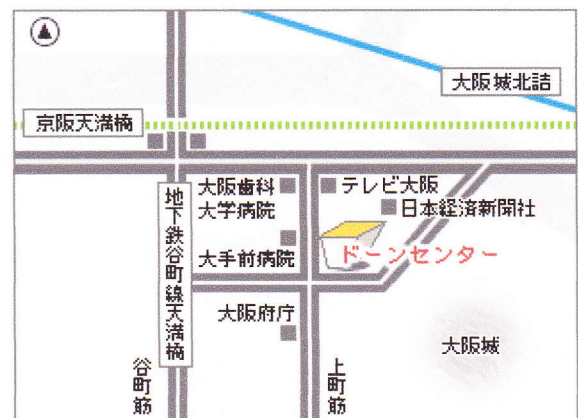 大阪城北詰
京阪天満橋
大阪歯科
大学病院
テレビ大阪
日本経済新聞社
地下鉄谷町線天満橋
大手前病院
ドーンセンター
大阪府庁
大阪城
谷町筋
上町筋